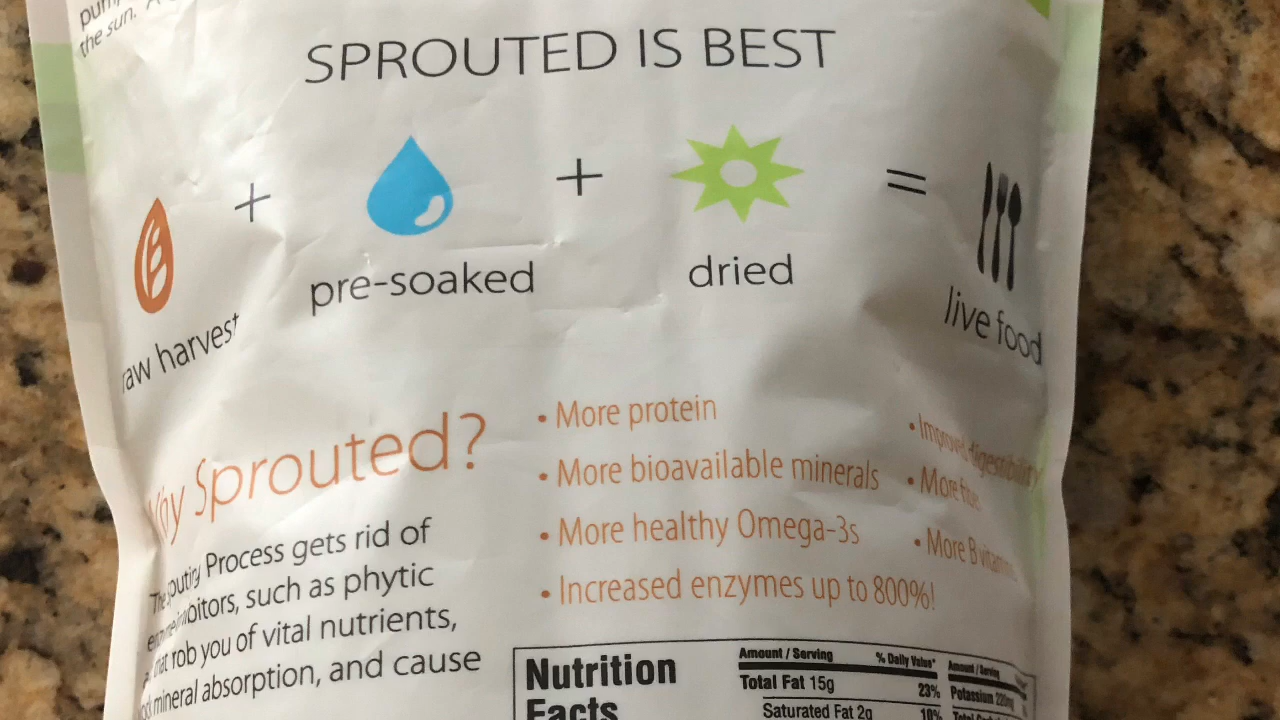 the sun.
SPROUTED IS BEST
+ + =
raw harvest
pre-soaked
dried
live food
Why Sprouted?
The Sprouting Process gets rid of
enzyme inhibitors, such as phytic
that rob you of vital nutrients,
mineral absorption, and cause
• More protein
• More bioavailable minerals
• More healthy Omega-3s
• Increased enzymes up to 800%!
• Improved digestibility
• More fiber
• More B vitamins
Nutrition
Facts
Amount / Serving % Daily Value*
Total Fat 15g 23%
Saturated Fat 2g 10%
Amount / Serving
Potassium 220mg
Total